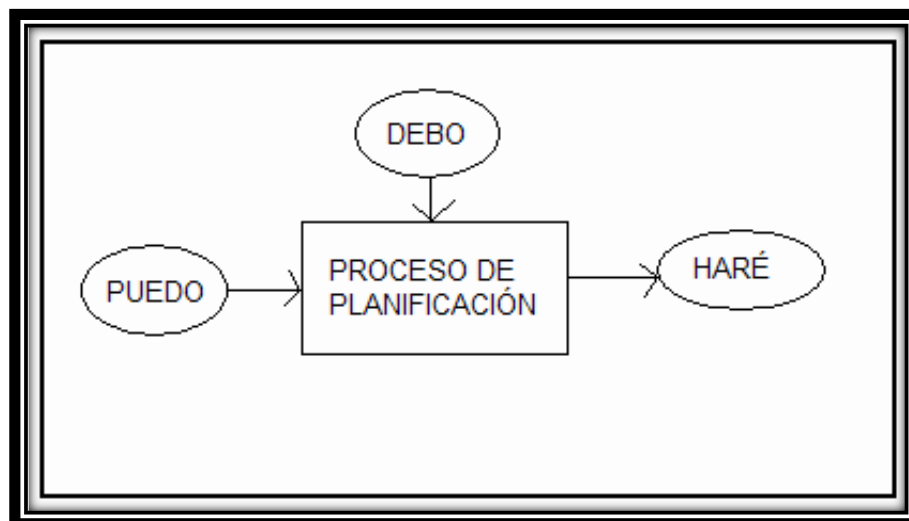 DEBO
PUEDO
PROCESO DE
PLANIFICACIÓN
HARÉ